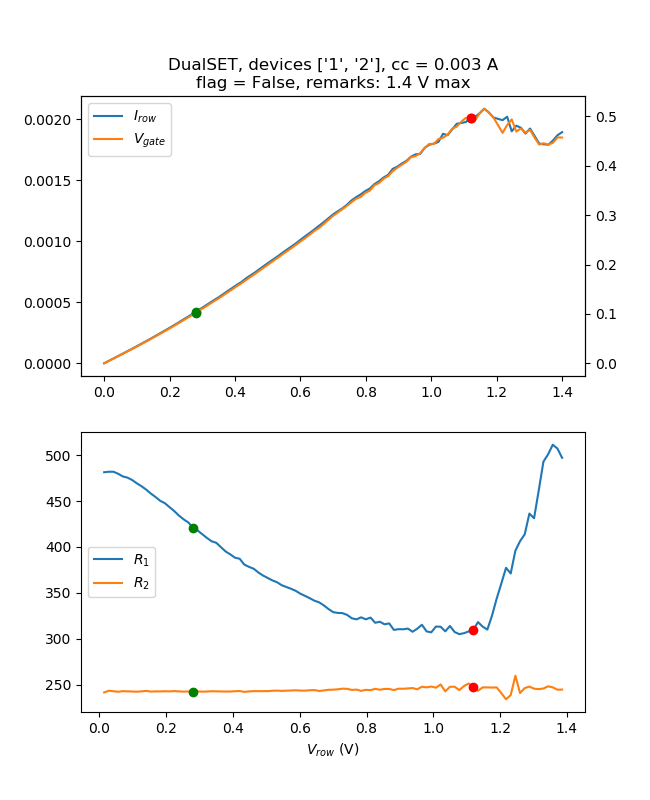 DualSET, devices ['1', '2'], cc = 0.003 A
flag = False, remarks: 1.4 V max
I_row
V_gate
0.0020
0.0015
0.0010
0.0005
0.0000
0.5
0.4
0.3
0.2
0.1
0.0
0.0 0.2 0.4 0.6 0.8 1.0 1.2 1.4
500
450
400
350
300
250
R_1
R_2
0.0 0.2 0.4 0.6 0.8 1.0 1.2 1.4
V_row (V)